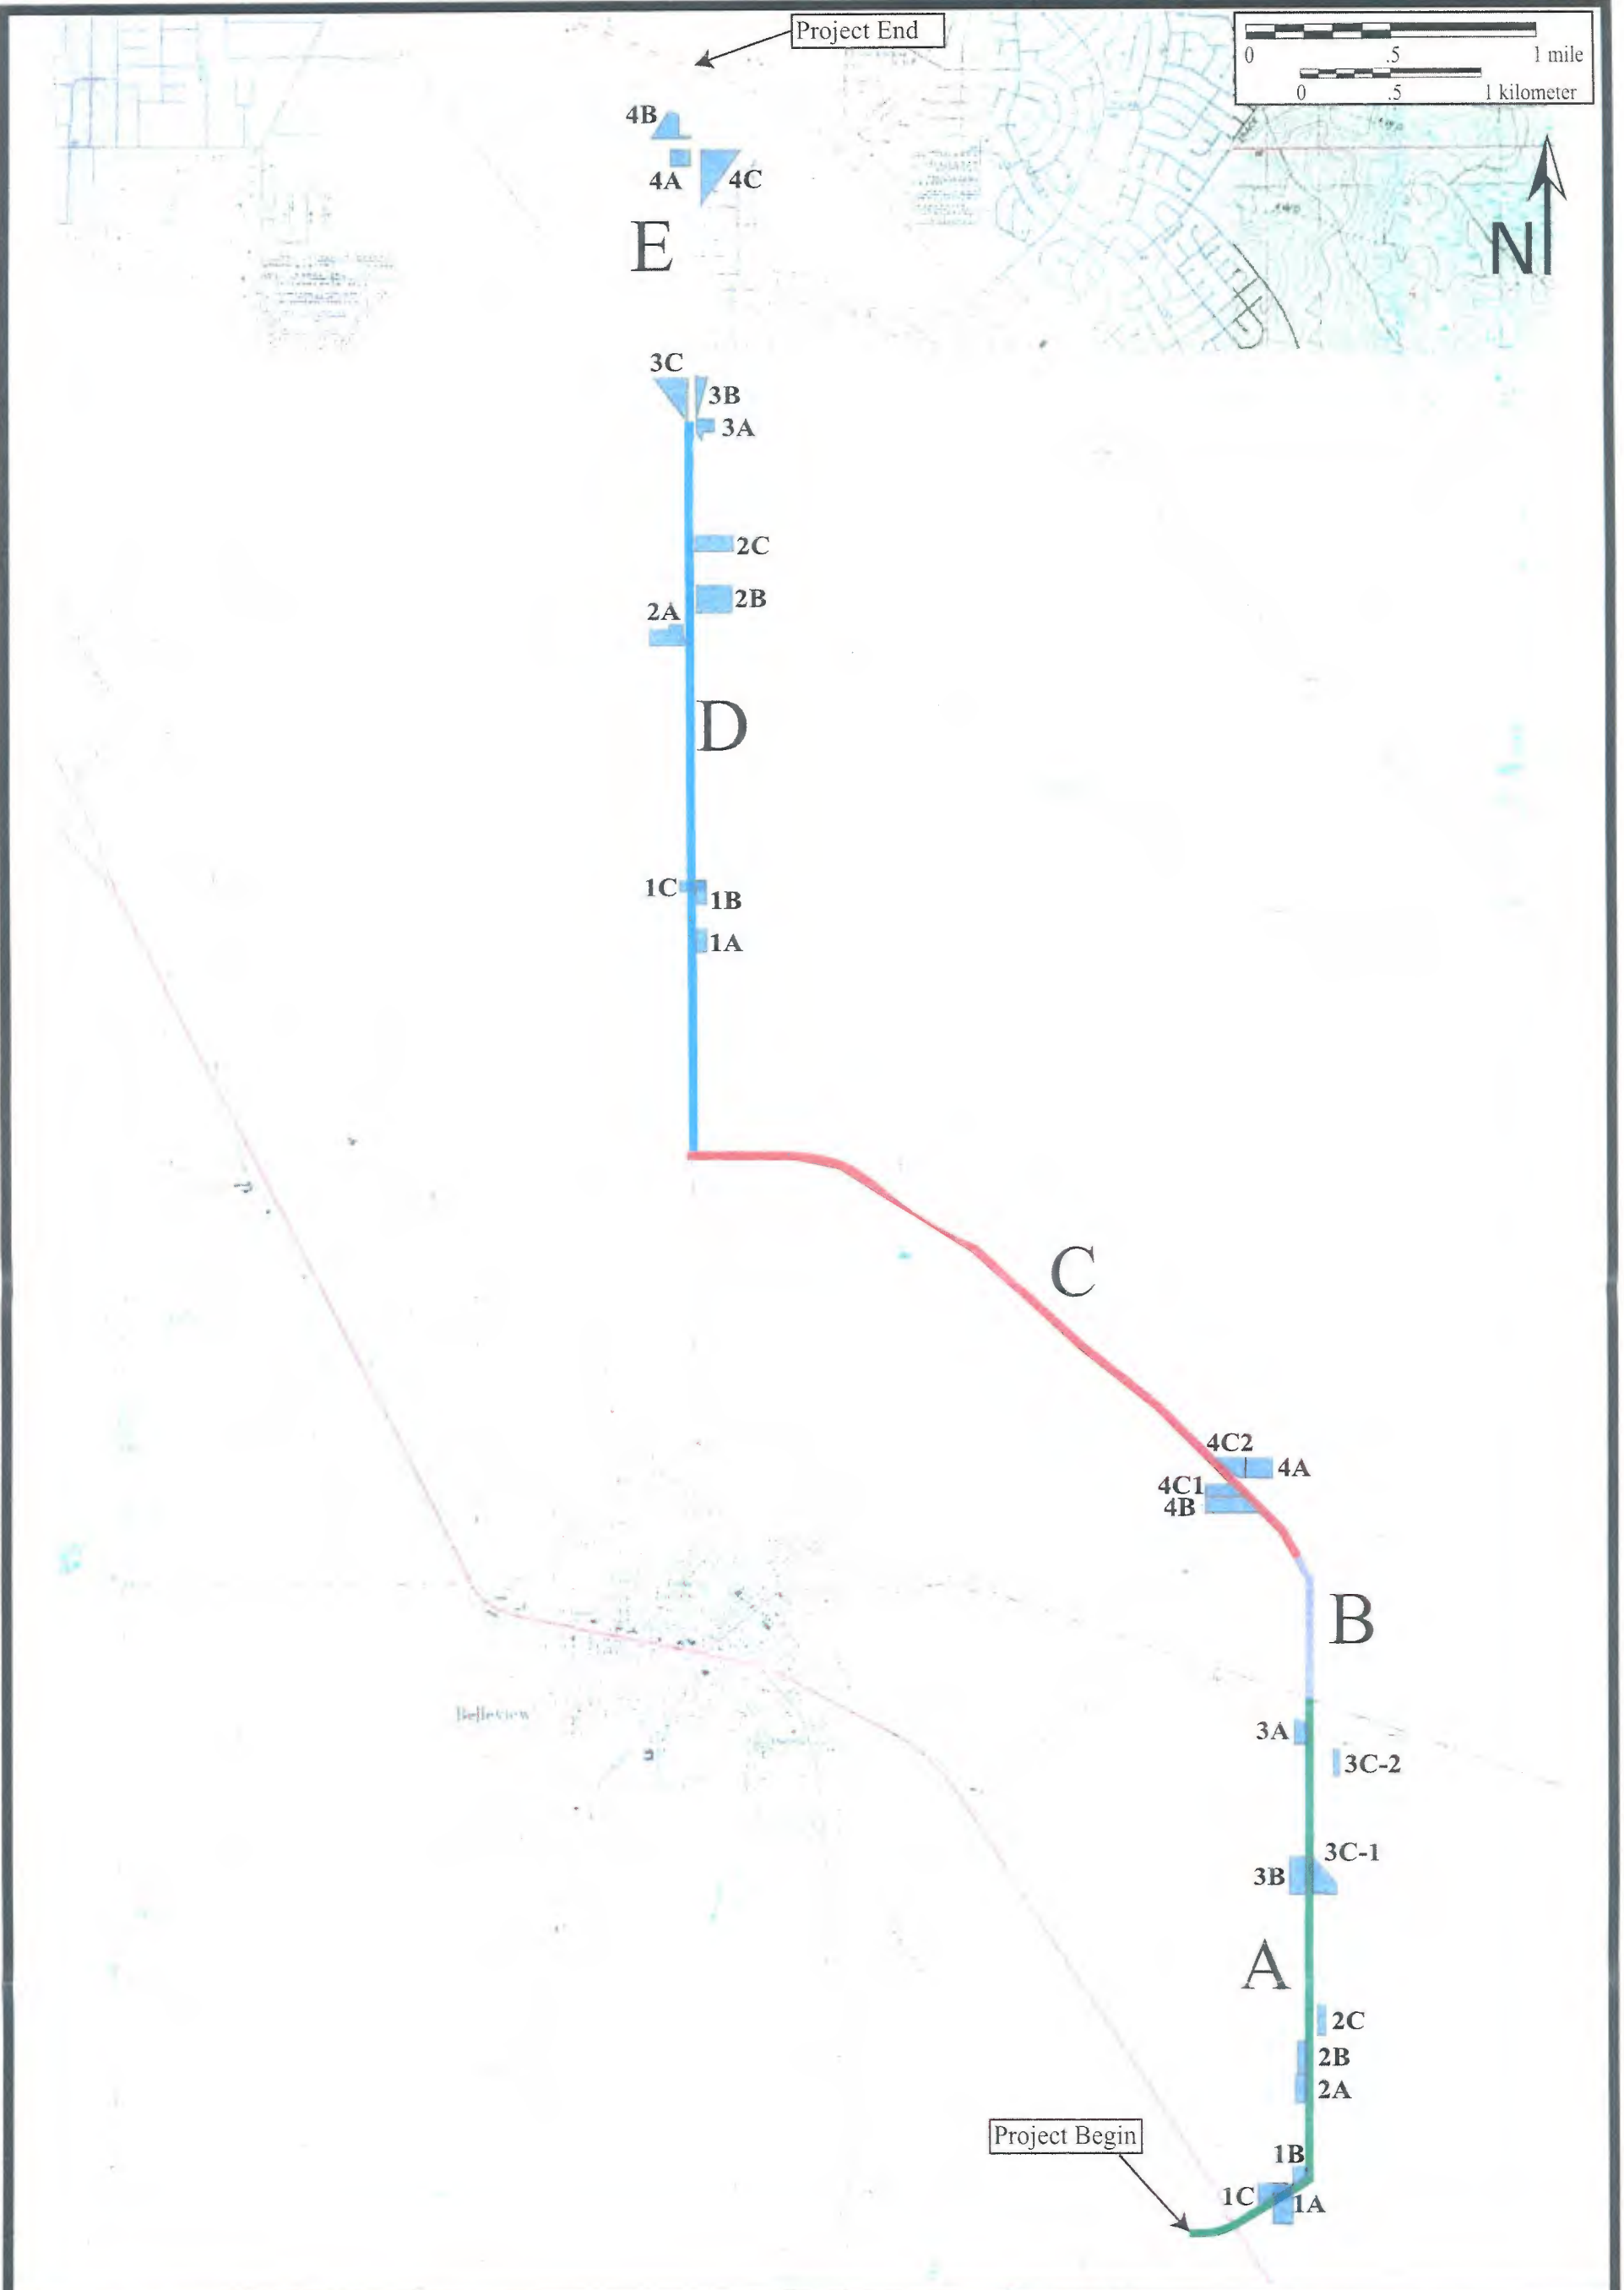 Project End
0 .5 1 mile
0 .5 1 kilometer
4B
4A
4C
E
N
3C
3B
3A
2C
2B
2A
D
1C
1B
1A
C
4C2
4A
4C1
4B
B
Belleview
3A
3C-2
3C-1
3B
A
2C
2B
2A
Project Begin
1B
1C
1A